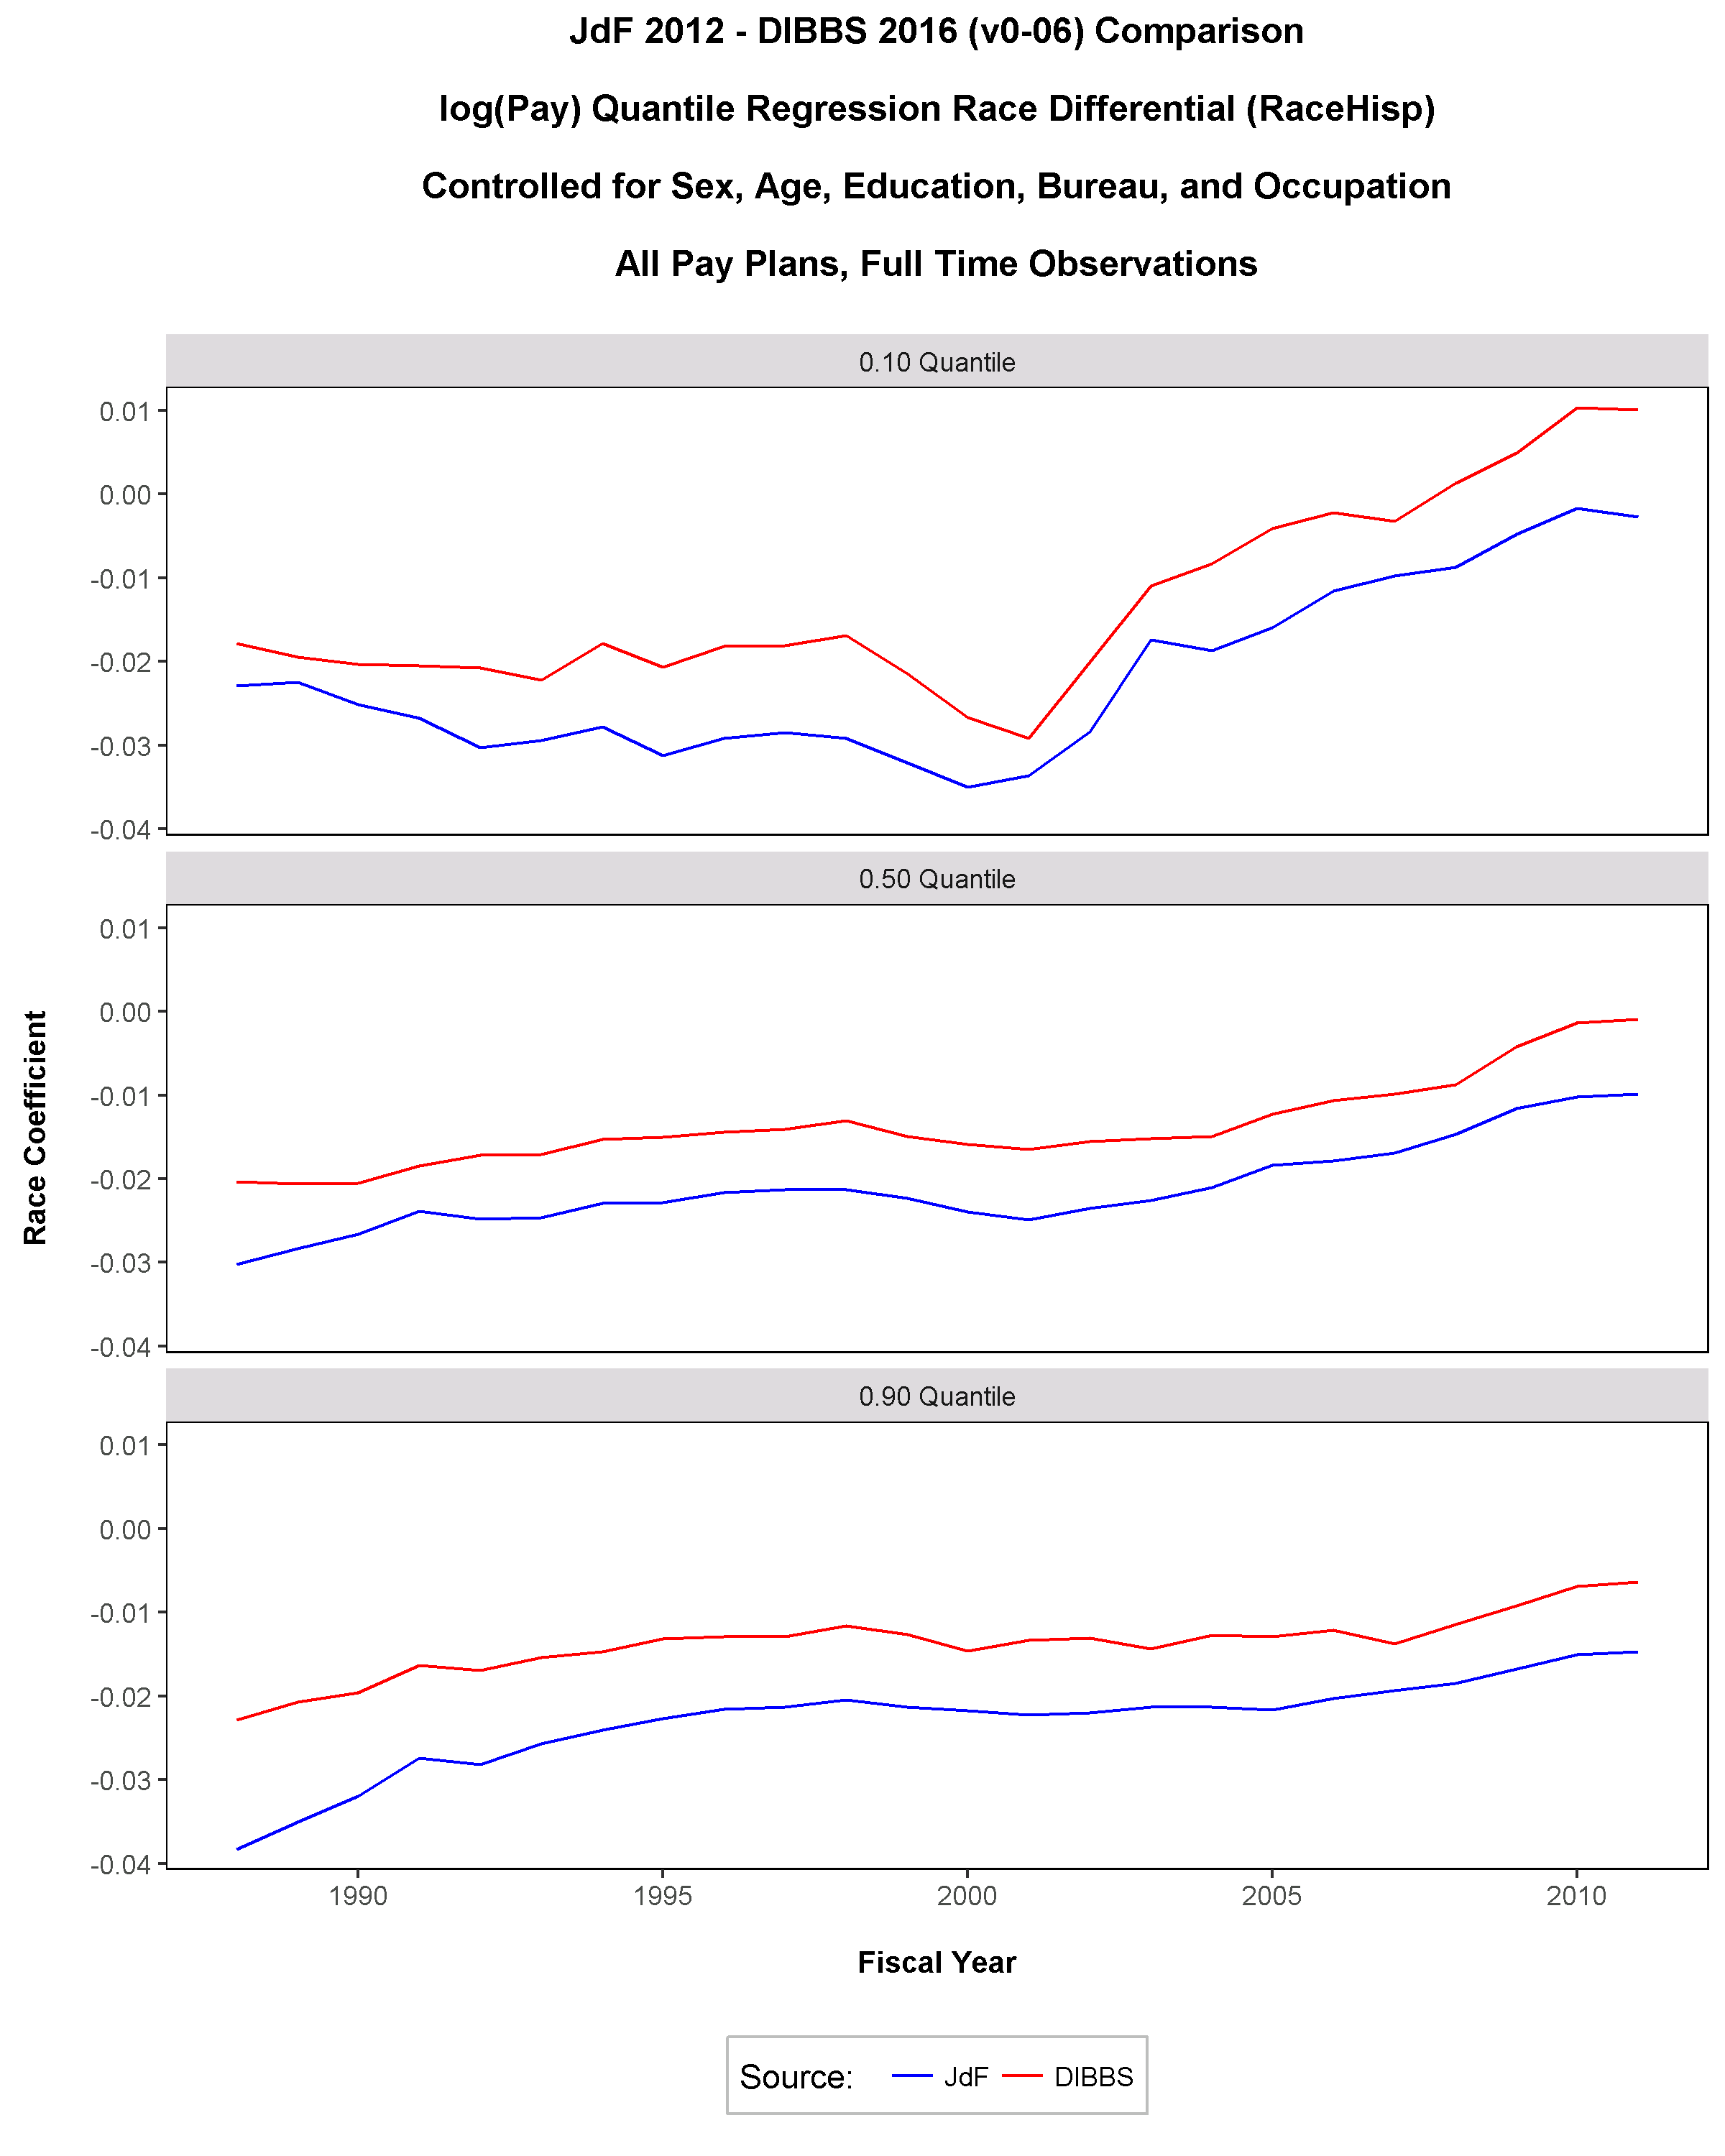 JdF 2012 - DIBBS 2016 (v0-06) Comparison
log(Pay) Quantile Regression Race Differential (RaceHisp)
Controlled for Sex, Age, Education, Bureau, and Occupation
All Pay Plans, Full Time Observations
0.10 Quantile
0.01
0.00
-0.01
-0.02
-0.03
-0.04
0.50 Quantile
0.01
0.00
-0.01
-0.02
-0.03
-0.04
0.90 Quantile
0.01
0.00
-0.01
-0.02
-0.03
-0.04
Race Coefficient
1990 1995 2000 2005 2010
Fiscal Year
Source: JdF DIBBS